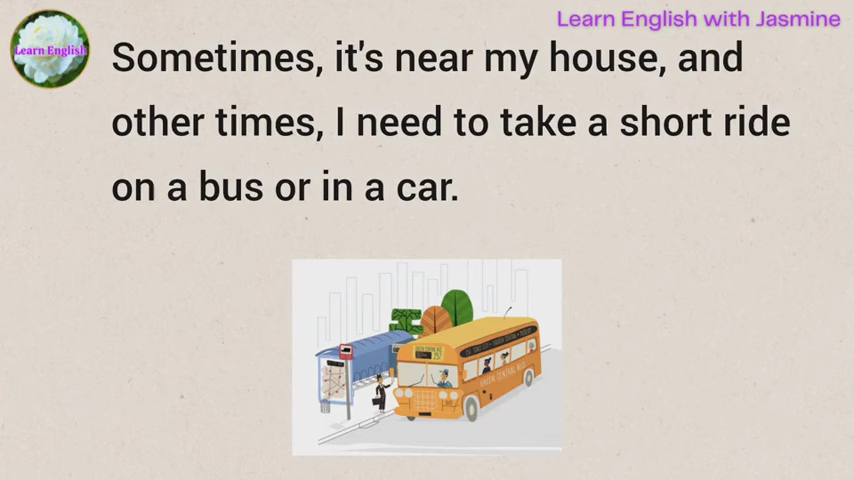 Learn English with Jasmine
Learn English
Sometimes, it's near my house, and
other times, I need to take a short ride
on a bus or in a car.